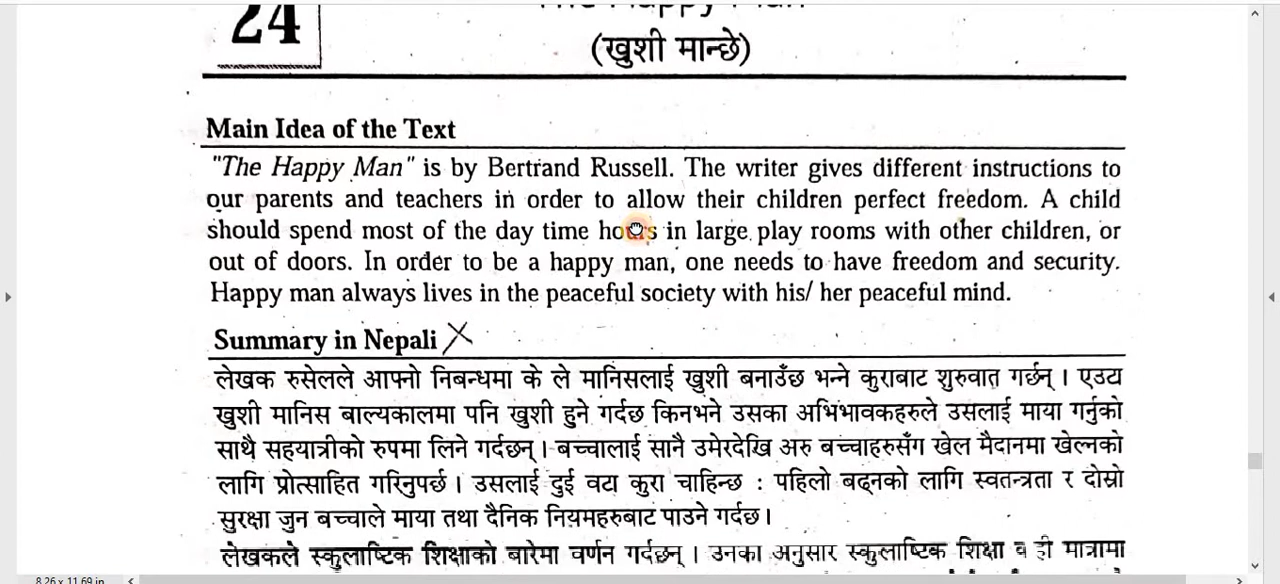 24
The Happy Man
(खुशी मान्छे)
Main Idea of the Text
"The Happy Man" is by Bertrand Russell. The writer gives different instructions to
our parents and teachers in order to allow their children perfect freedom. A child
should spend most of the day time hours in large play rooms with other children, or
out of doors. In order to be a happy man, one needs to have freedom and security.
Happy man always lives in the peaceful society with his/ her peaceful mind.
Summary in Nepali X
लेखक रुसेलले आफ्नो निबन्धमा के ले मानिसलाई खुशी बनाउँछ भन्ने कुराबाट शुरुवात गर्छन् । एउटा
खुशी मानिस बाल्यकालमा पनि खुशी हुने गर्दछ किनभने उसका अभिभावकहरुले उसलाई माया गर्नुको
साथै सहयात्रीको रुपमा लिने गर्दछन् । बच्चालाई सानै उमेरदेखि अरु बच्चाहरुसँग खेल मैदानमा खेल्नको
लागि प्रोत्साहित गरिनुपर्छ । उसलाई दुई वटा कुरा चाहिन्छ : पहिलो बढ्नको लागि स्वतन्त्रता र दोस्रो
सुरक्षा जुन बच्चाले माया तथा दैनिक नियमहरुबाट पाउने गर्दछ ।
लेखकले स्कुलाष्टिक शिक्षाको बारेमा वर्णन गर्दछन् । उनका अनुसार स्कुलाष्टिक शिक्षा मात्रामा
8.26 x 11.69 in